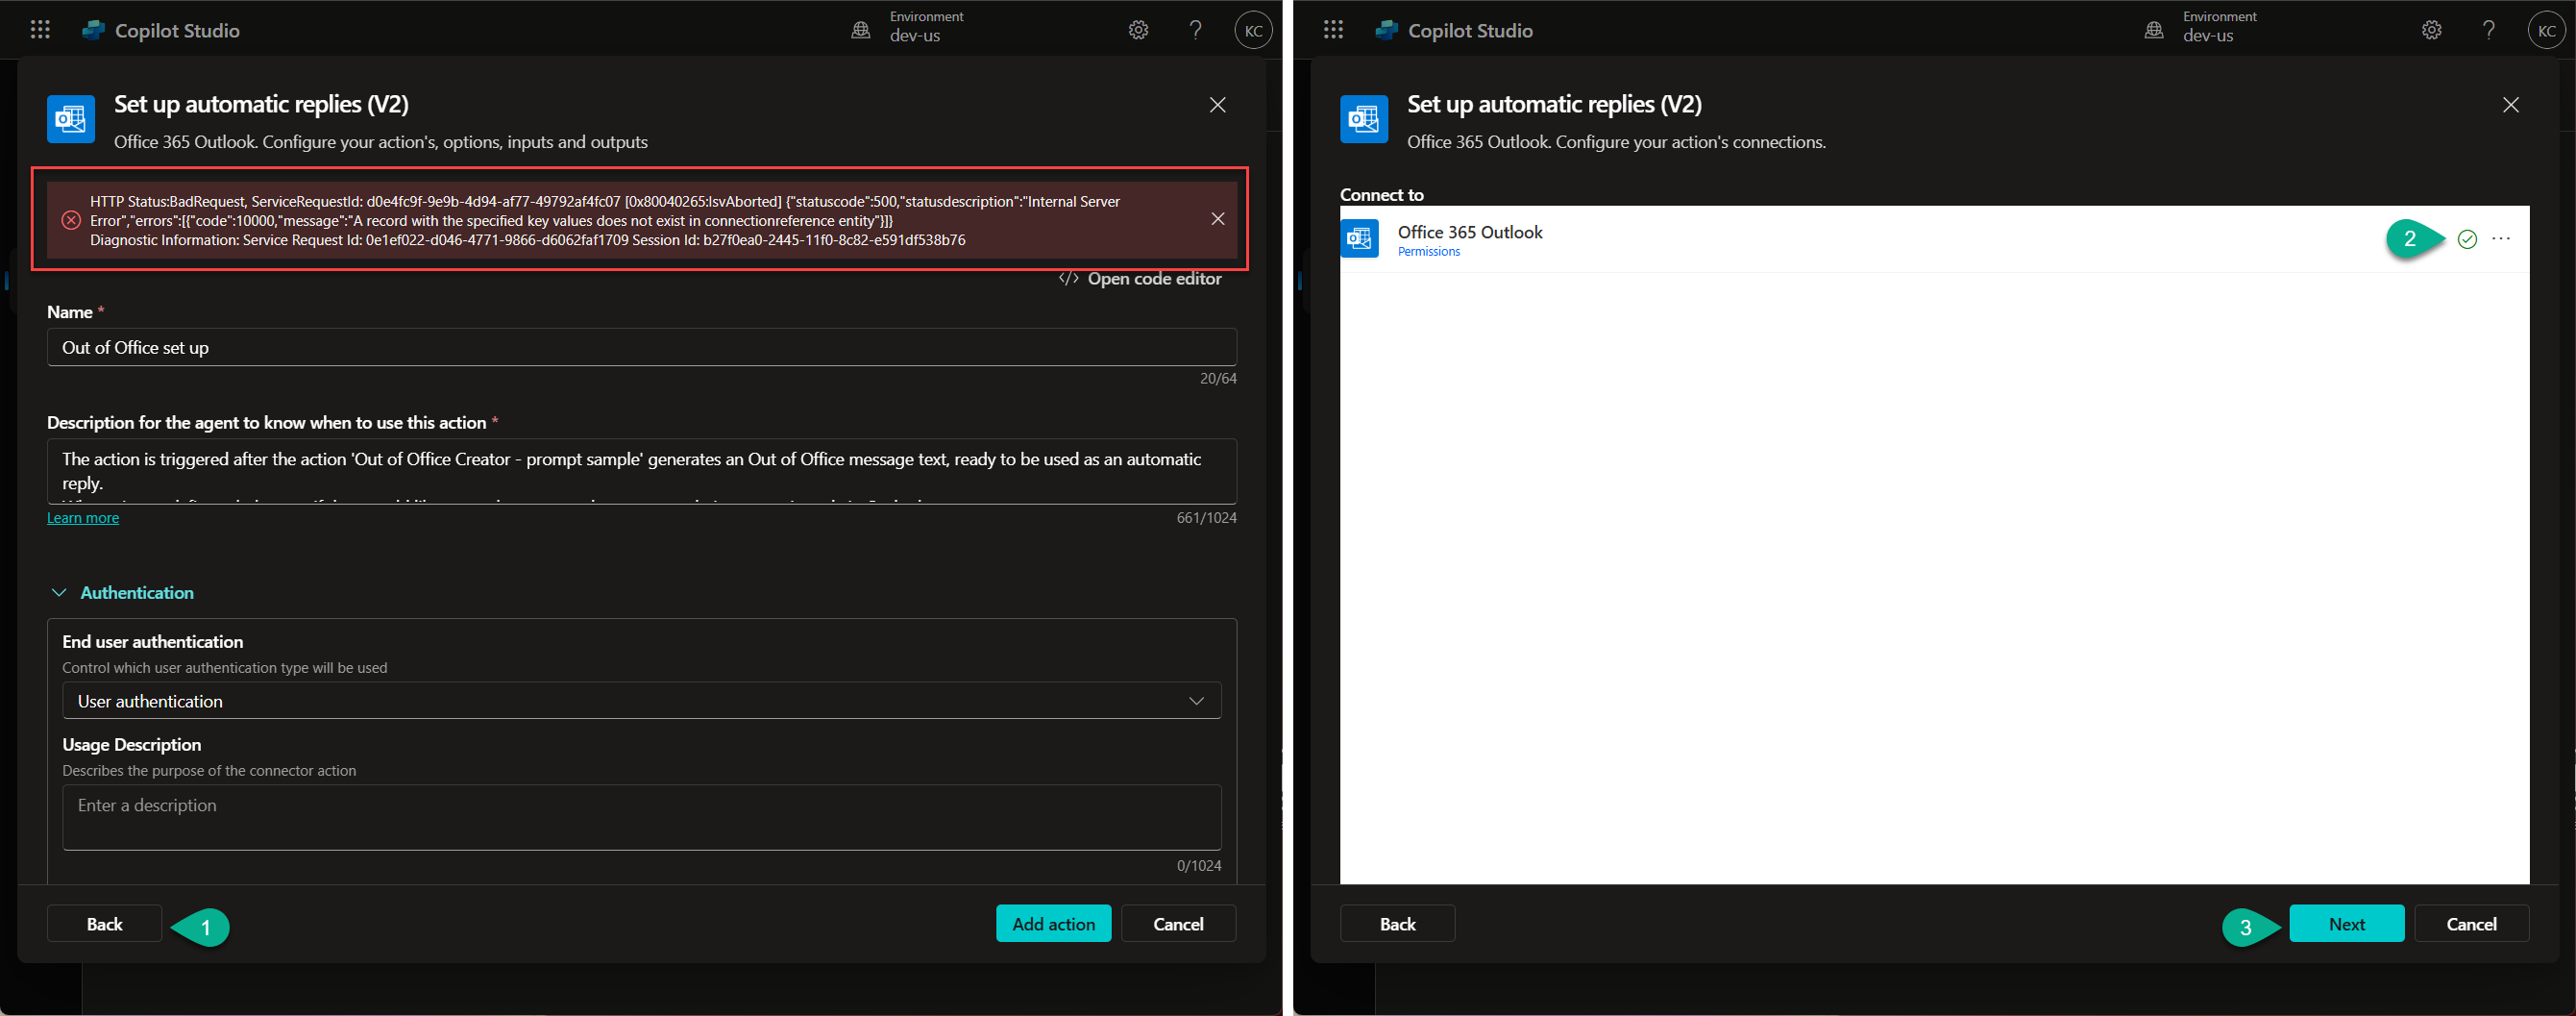 Copilot Studio
Environment
dev-us
?
KC
Set up automatic replies (V2)
Office 365 Outlook. Configure your action's, options, inputs and outputs
HTTP Status:BadRequest, ServiceRequestId: d0e4fc9f-9e9b-4d94-af77-49792af4fc07 [0x80040265:IsvAborted] {"statuscode":500,"statusdescription":"Internal Server
Error","errors":[{"code":10000,"message":"A record with the specified key values does not exist in connectionreference entity"}]}
Diagnostic Information: Service Request Id: 0e1ef022-d046-4771-9866-d6062faf1709 Session Id: b27f0ea0-2445-11f0-8c82-e591df538b76
</> Open code editor
Name *
Out of Office set up
20/64
Description for the agent to know when to use this action *
The action is triggered after the action 'Out of Office Creator - prompt sample' generates an Out of Office message text, ready to be used as an automatic
reply.
Learn more
661/1024
Authentication
End user authentication
Control which user authentication type will be used
User authentication
Usage Description
Describes the purpose of the connector action
Enter a description
0/1024
Back
1
Add action
Cancel
Copilot Studio
Environment
dev-us
?
KC
Set up automatic replies (V2)
Office 365 Outlook. Configure your action's connections.
Connect to
Office 365 Outlook
Permissions
2
Back
3
Next
Cancel